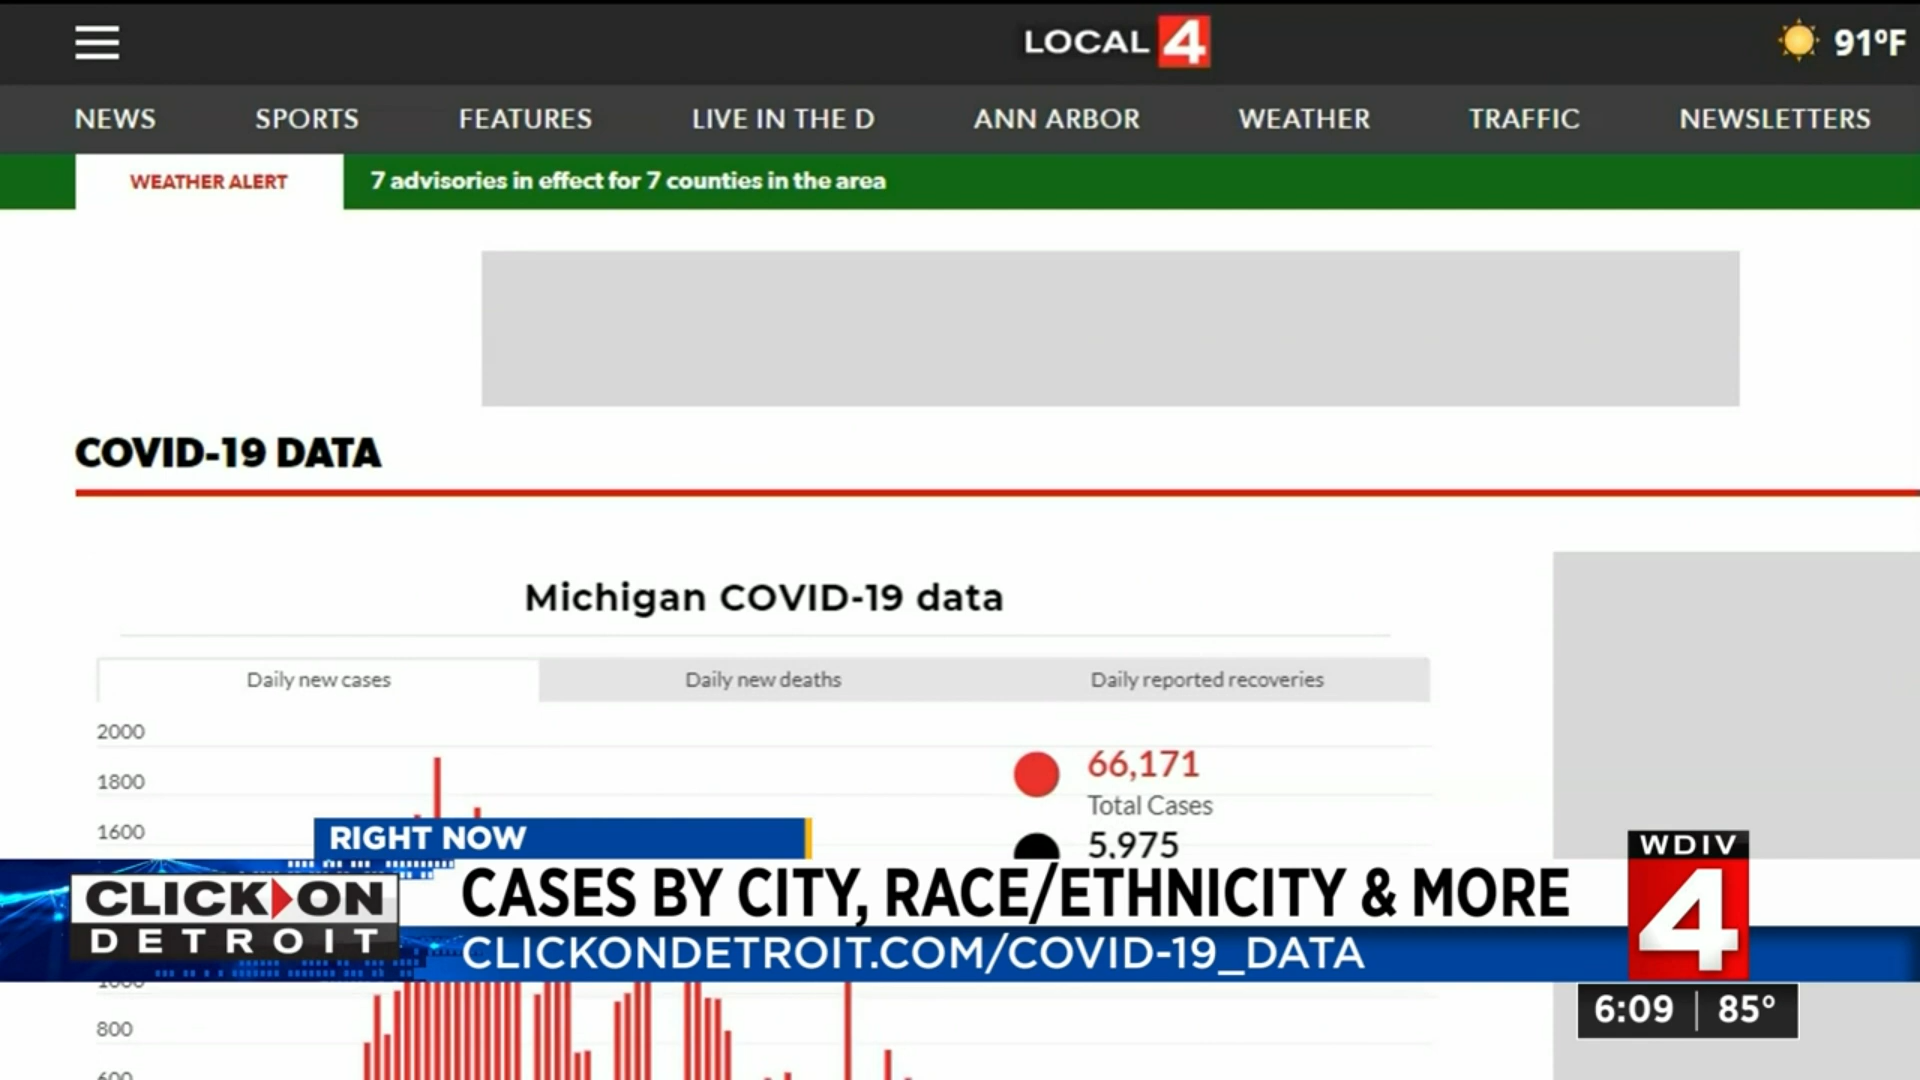 LOCAL 4
91°F
NEWS SPORTS FEATURES LIVE IN THE D ANN ARBOR WEATHER TRAFFIC NEWSLETTERS
WEATHER ALERT 7 advisories in effect for 7 counties in the area
COVID-19 DATA
Michigan COVID-19 data
Daily new cases Daily new deaths Daily reported recoveries
2000
1800
1600
66,171
Total Cases
5,975
RIGHT NOW
CLICK ON
DETROIT
CASES BY CITY, RACE/ETHNICITY & MORE
CLICKONDETROIT.COM/COVID-19_DATA
WDIV
4
1000
800
600
6:09 85°